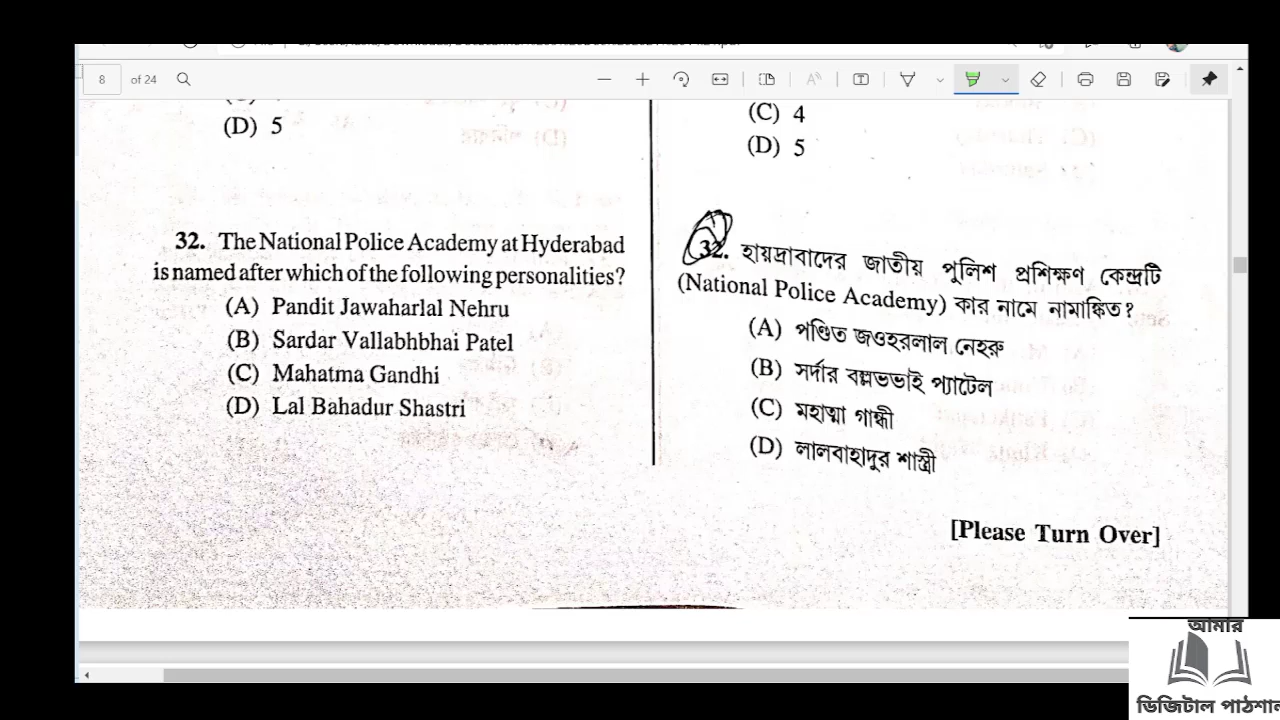 8 of 24
(D) 5
32. The National Police Academy at Hyderabad
is named after which of the following personalities?
(A) Pandit Jawaharlal Nehru
(B) Sardar Vallabhbhai Patel
(C) Mahatma Gandhi
(D) Lal Bahadur Shastri
(C) 4
(D) 5
32. হায়দ্রাবাদের জাতীয় পুলিশ প্রশিক্ষণ কেন্দ্রটি
(National Police Academy) কার নামে নামাঙ্কিত?
(A) পণ্ডিত জওহরলাল নেহরু
(B) সর্দার বল্লভভাই প্যাটেল
(C) মহাত্মা গান্ধী
(D) লালবাহাদুর শাস্ত্রী
[Please Turn Over]
আমার
ডিজিটাল পাঠশাল